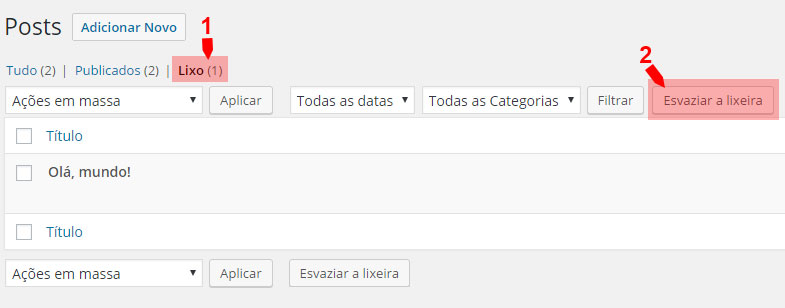 Posts Adicionar Novo
1
Tudo (2) | Publicados (2) | Lixo (1)
2
Ações em massa Aplicar Todas as datas Todas as Categorias Filtrar Esvaziar a lixeira
Título
Olá, mundo!
Título
Ações em massa Aplicar Esvaziar a lixeira